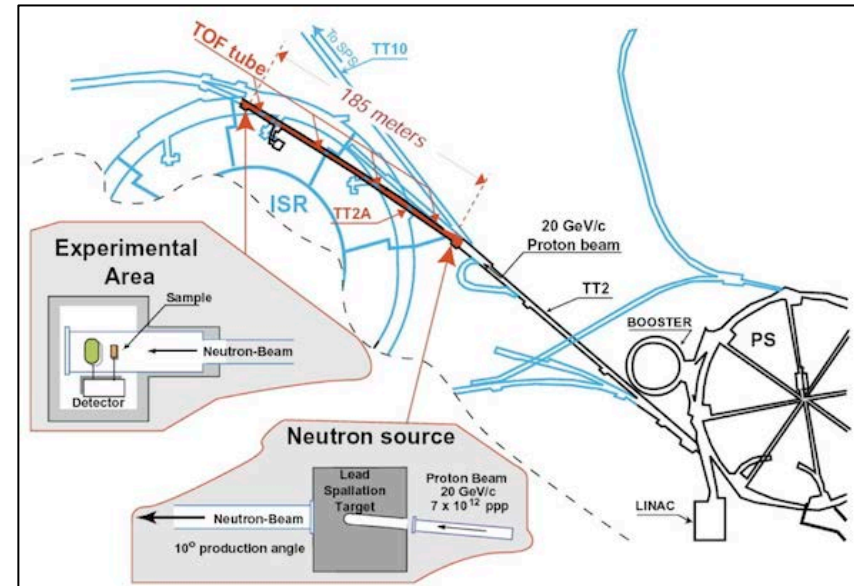 TOF tube
To SPS
TT10
185 meters
ISR
TT2A
20 GeV/c
Proton beam
TT2
BOOSTER
PS
LINAC
Experimental
Area
Sample
Neutron-Beam
Detector
Neutron source
Lead
Spallation
Target
Proton Beam
20 GeV/c
7 x 10¹² ppp
Neutron-Beam
10° production angle